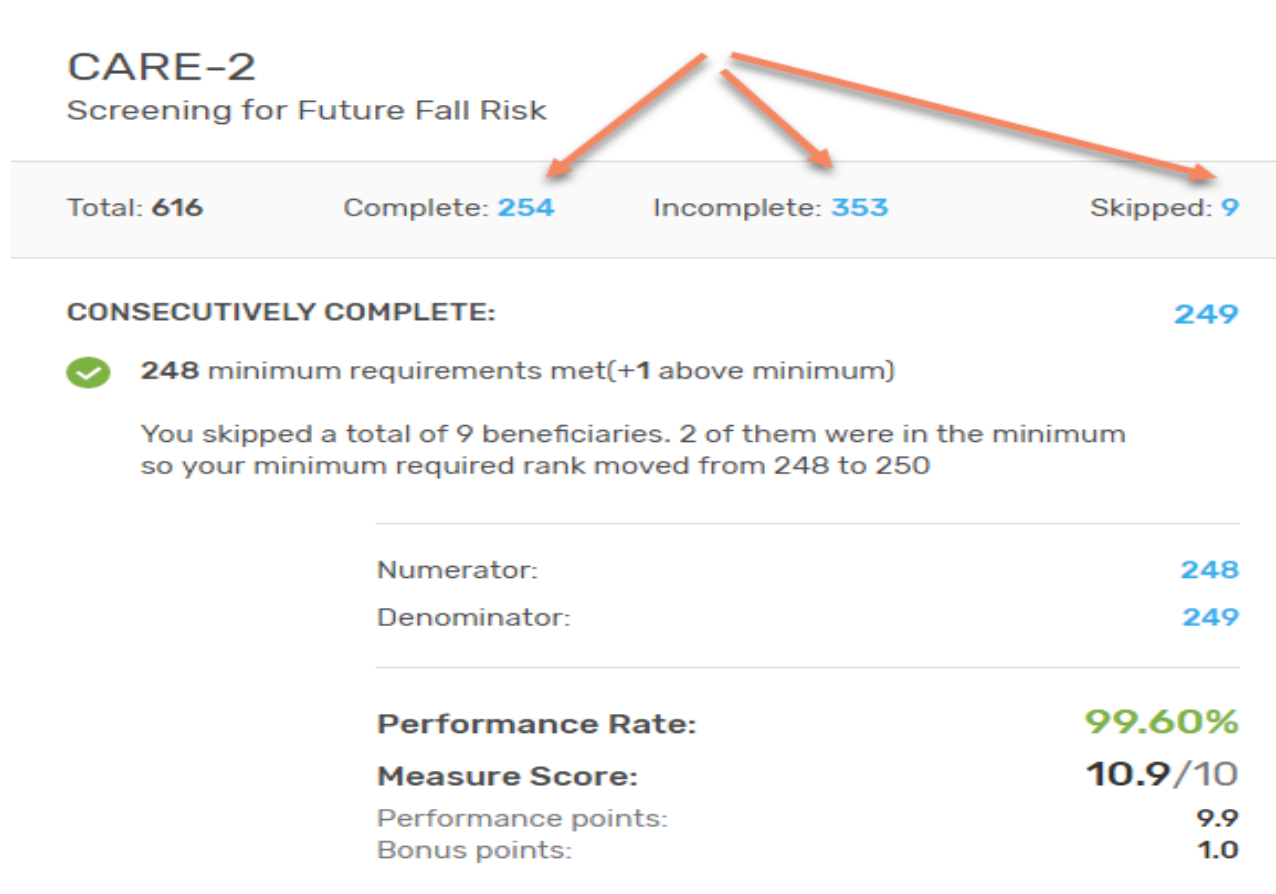 CARE-2
Screening for Future Fall Risk
Total: 616 Complete: 254 Incomplete: 353 Skipped: 9
CONSECUTIVELY COMPLETE: 249
248 minimum requirements met(+1 above minimum)
You skipped a total of 9 beneficiaries. 2 of them were in the minimum
so your minimum required rank moved from 248 to 250
Numerator: 248
Denominator: 249
Performance Rate: 99.60%
Measure Score: 10.9/10
Performance points: 9.9
Bonus points: 1.0